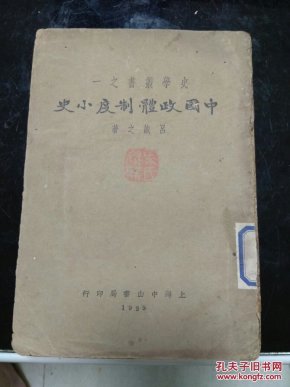 史學叢書之一
中國政體制度小史
呂誠之著
上海中山書局印行
1929